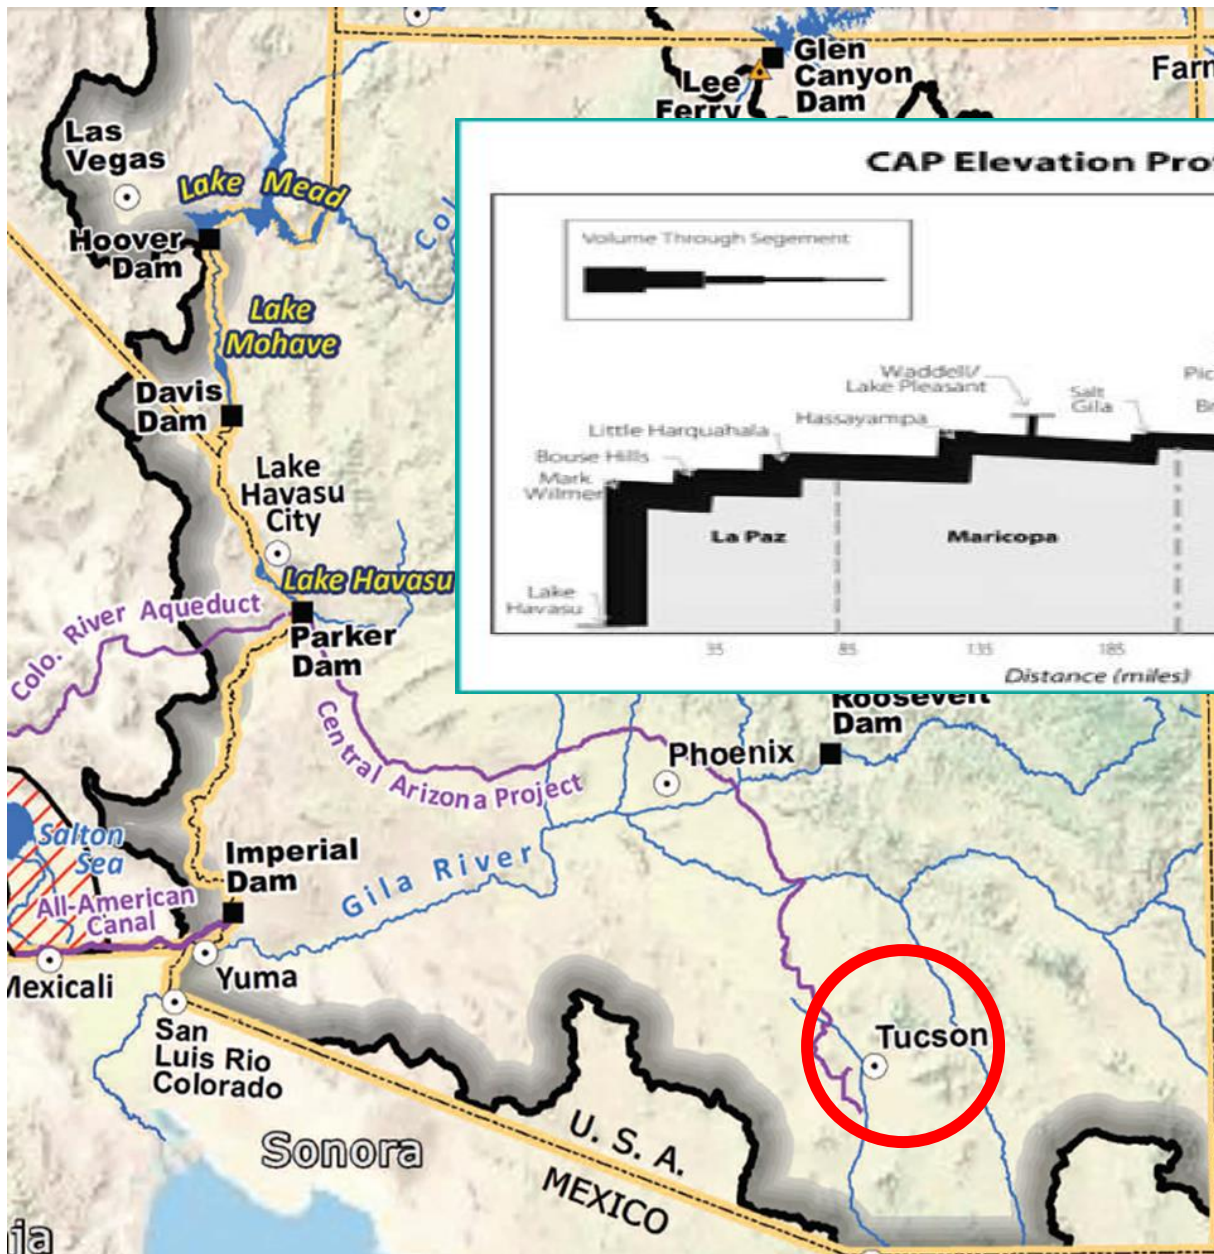 Glen
Canyon
Dam
Lee
Ferry
Farn
Las
Vegas
Lake Mead
Hoover
Dam
Lake
Mohave
Davis
Dam
Lake
Havasu
City
Lake Havasu
Colo. River Aqueduct
Parker
Dam
CAP Elevation Pro
Volume Through Segement
Waddell/
Lake Pleasant
Salt
Gila
Pic
Br
Hassayampa
Little Harquahala
Bouse Hills
Mark
Wilmer
La Paz
Maricopa
Lake
Havasu
35 85 135 185
Distance (miles)
Roosevelt
Dam
Phoenix
Central Arizona Project
Salton
Sea
Imperial
Dam
Gila River
All-American
Canal
Mexicali
Yuma
San
Luis Rio
Colorado
Tucson
Sonora
U. S. A.
MEXICO
ia